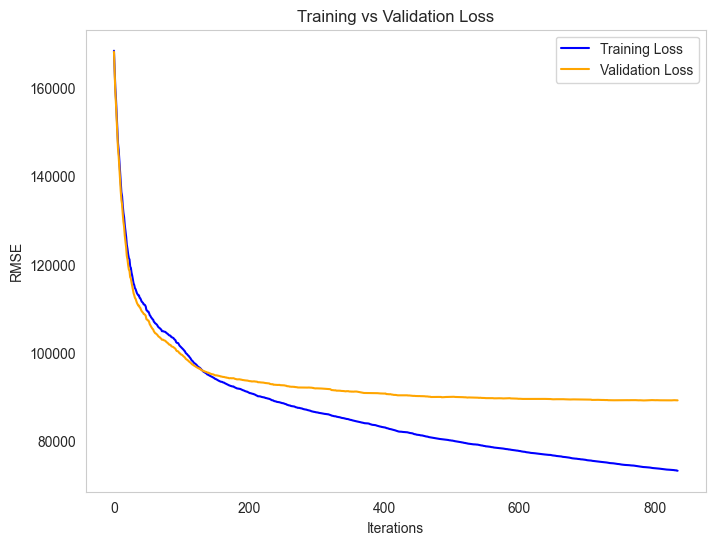 Training vs Validation Loss
Training Loss
Validation Loss
160000
140000
120000
100000
80000
RMSE
0 200 400 600 800
Iterations